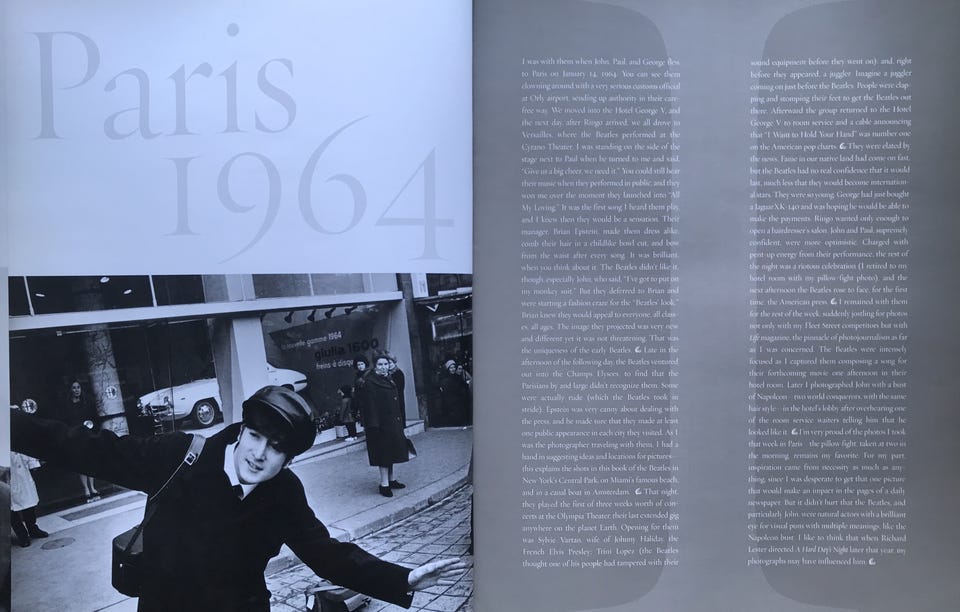 Paris
1964
la nouvelle gamme 1964
giulia 1600
freins à disque
I was with them when John, Paul, and George flew
to Paris on January 14, 1964. You can see them
clowning around with a very serious customs official
at Orly airport, sending up authority in their care-
free way. We moved into the Hotel George V, and
the next day, after Ringo arrived, we all drove to
Versailles, where the Beatles performed at the
Cyrano Theater. I was standing on the side of the
stage next to Paul when he turned to me and said,
"Give us a big cheer, we need it." You could still hear
their music when they performed in public, and they
won me over the moment they launched into "All
My Loving." It was the first song I heard them play,
and I knew then they would be a sensation. Their
manager, Brian Epstein, made them dress alike,
comb their hair in a childlike bowl cut, and bow
from the waist after every song. It was brilliant,
when you think about it. The Beatles didn't like it,
though, especially John, who said, "I've got to put on
my monkey suit." But they deferred to Brian and
were starting a fashion craze for the "Beatles' look."
Brian knew they would appeal to everyone, all class-
es, all ages. The image they projected was very new
and different yet it was not threatening. That was
the uniqueness of the early Beatles. Late in the
afternoon of the following day, the Beatles ventured
out into the Champs Elysees, to find that the
Parisians by and large didn't recognize them. Some
were actually rude (which the Beatles took in
stride). Epstein was very canny about dealing with
the press, and he made sure that they made at least
one public appearance in each city they visited. As I
was the photographer traveling with them, I had a
hand in suggesting ideas and locations for pictures—
this explains the shots in this book of the Beatles in
New York's Central Park, on Miami's famous beach,
and in a canal boat in Amsterdam. That night,
they played the first of three weeks worth of con-
certs at the Olympia Theater, their last extended gig
anywhere on the planet Earth. Opening for them
was Sylvie Vartan, wife of Johnny Haliday, the
French Elvis Presley; Trini Lopez (the Beatles
thought one of his people had tampered with their
sound equipment before they went on); and, right
before they appeared, a juggler. Imagine a juggler
coming on just before the Beatles. People were clap-
ping and stomping their feet to get the Beatles out
there. Afterward the group returned to the Hotel
George V to room service and a cable announcing
that "I Want to Hold Your Hand" was number one
on the American pop charts. They were elated by
the news. Fame in our native land had come on fast,
but the Beatles had no real confidence that it would
last, much less that they would become internation-
al stars. They were so young. George had just bought
a Jaguar XK-140 and was hoping he would be able to
make the payments. Ringo wanted only enough to
open a hairdresser's salon. John and Paul, supremely
confident, were more optimistic. Charged with
pent-up energy from their performance, the rest of
the night was a riotous celebration (I retired to my
hotel room with my pillow-fight photo), and the
next afternoon the Beatles rose to face, for the first
time, the American press. I remained with them
for the rest of the week, suddenly jostling for photos
not only with my Fleet Street competitors but with
Life magazine, the pinnacle of photojournalism as far
as I was concerned. The Beatles were intensely
focused as I captured them composing a song for
their forthcoming movie one afternoon in their
hotel room. Later I photographed John with a bust
of Napoleon—two world conquerors, with the same
hair style—in the hotel's lobby after overhearing one
of the room service waiters telling him that he
looked like it. I'm very proud of the photos I took
that week in Paris—the pillow fight, taken at two in
the morning, remains my favorite. For my part,
inspiration came from necessity as much as any-
thing, since I was desperate to get that one picture
that would make an impact in the pages of a daily
newspaper. But it didn't hurt that the Beatles, and
particularly John, were natural actors with a brilliant
eye for visual puns with multiple meanings, like the
Napoleon bust. I like to think that when Richard
Lester directed A Hard Day's Night later that year, my
photographs may have influenced him.